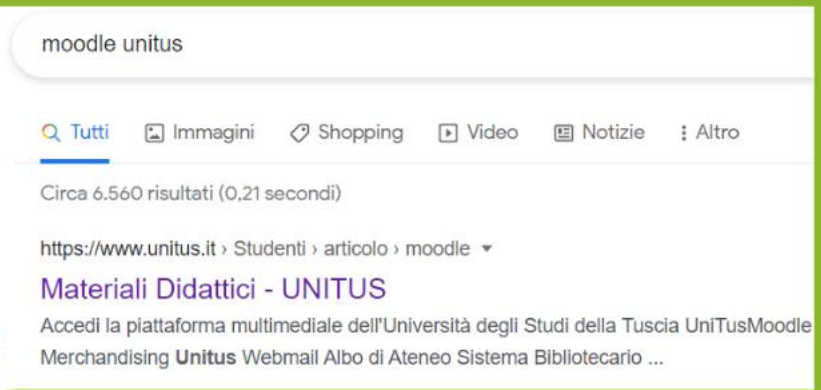 moodle unitus
Tutti Immagini Shopping Video Notizie Altro
Circa 6.560 risultati (0,21 secondi)
https://www.unitus.it › Studenti › articolo › moodle
Materiali Didattici - UNITUS
Accedi la piattaforma multimediale dell'Università degli Studi della Tuscia UniTusMoodle
Merchandising Unitus Webmail Albo di Ateneo Sistema Bibliotecario ...